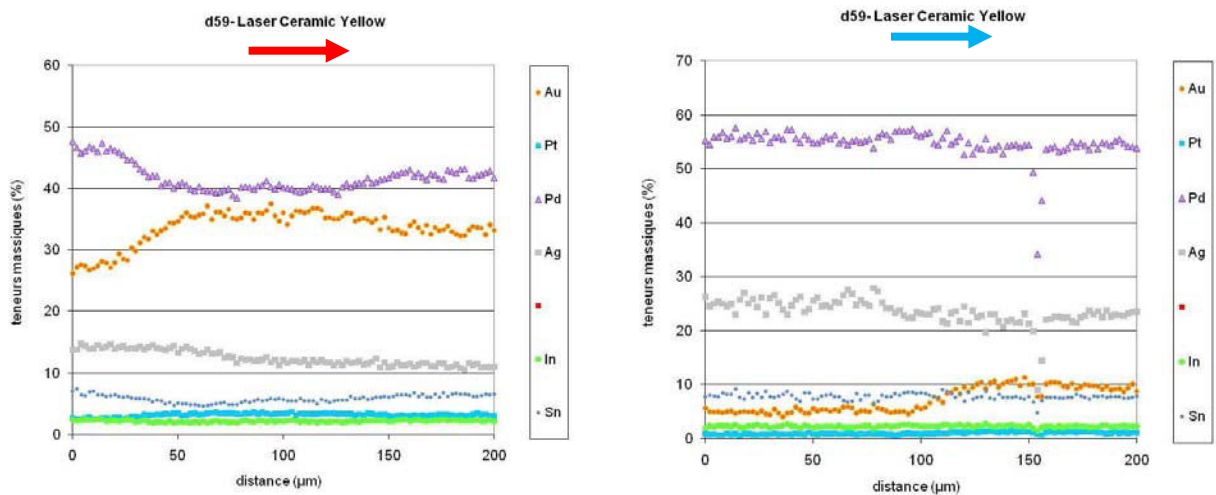 d59- Laser Ceramic Yellow
teneurs massiques (%)
60
50
40
30
20
10
0
0 50 100 150 200
distance (µm)
Au
Pt
Pd
Ag
In
Sn
d59- Laser Ceramic Yellow
teneurs massiques (%)
70
60
50
40
30
20
10
0
0 50 100 150 200
distance (µm)
Au
Pt
Pd
Ag
In
Sn